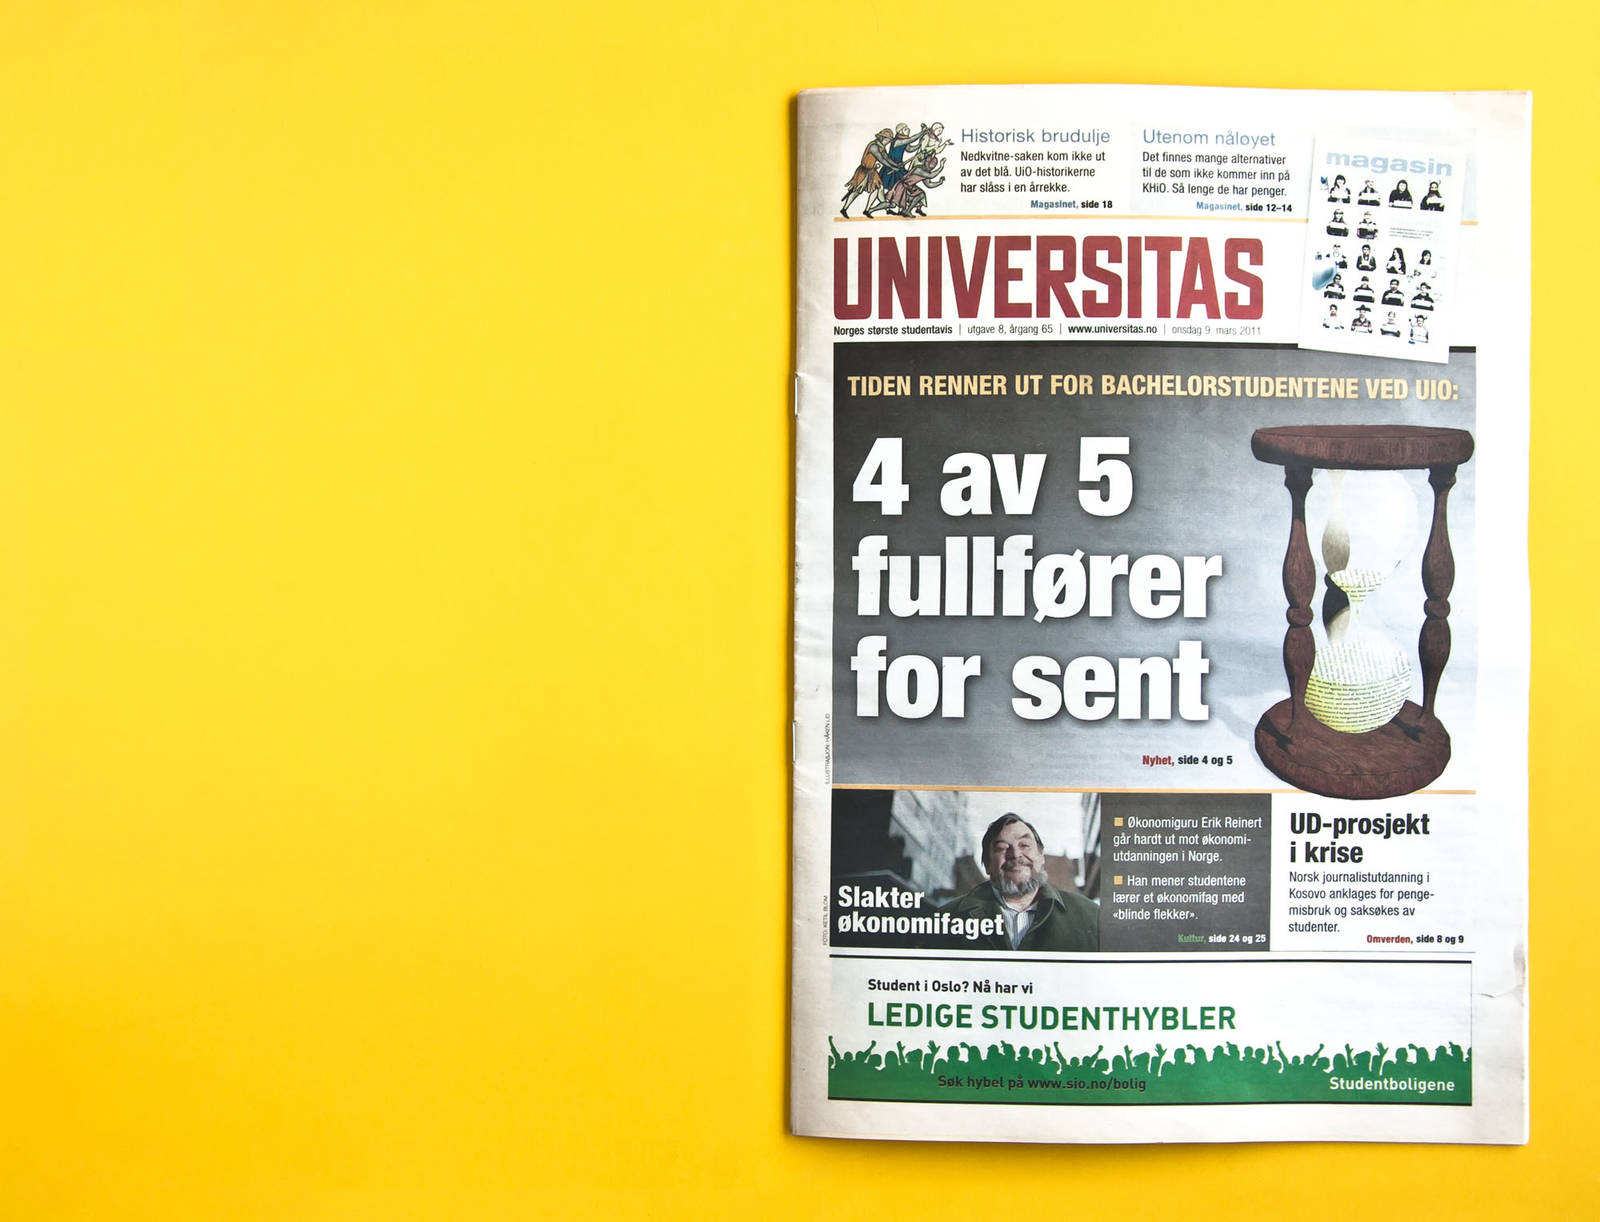 Historisk brudulje
Nedkvitne-saken kom ikke ut
av det blå. UiO-historikerne
har slåss i en årrekke.
Magasinet, side 18
Utenom nåløyet
Det finnes mange alternativer
til de som ikke kommer inn på
KHiO. Så lenge de har penger.
Magasinet, side 12–14
magasin
UNIVERSITAS
Norges største studentavis | utgave 8, årgang 65 | www.universitas.no | onsdag 9. mars 2011
TIDEN RENNER UT FOR BACHELORSTUDENTENE VED UIO:
4 av 5
fullfører
for sent
Nyhet, side 4 og 5
ILLUSTRASJON: HÅKEN LID
Slakter
økonomifaget
FOTO: KETIL BLOM
Økonomiguru Erik Reinert
går hardt ut mot økonomi-
utdanningen i Norge.
Han mener studentene
lærer et økonomifag med
«blinde flekker».
Kultur, side 24 og 25
UD-prosjekt
i krise
Norsk journalistutdanning i
Kosovo anklages for penge-
misbruk og saksøkes av
studenter.
Omverden, side 8 og 9
Student i Oslo? Nå har vi
LEDIGE STUDENTHYBLER
Søk hybel på www.sio.no/bolig
Studentboligene